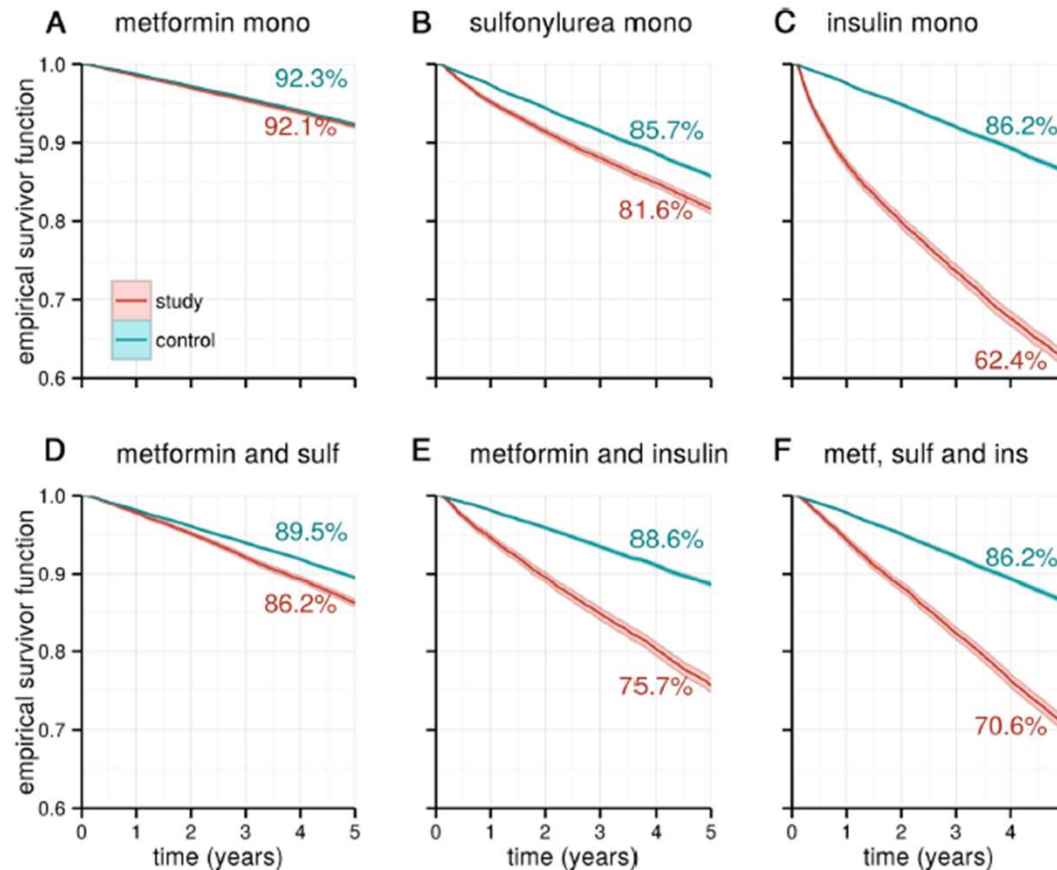 A metformin mono
B sulfonylurea mono
C insulin mono
empirical survivor function
1.0
0.9
0.8
0.7
0.6
92.3%
92.1%
study
control
85.7%
81.6%
86.2%
62.4%
D metformin and sulf
E metformin and insulin
F metf, sulf and ins
empirical survivor function
1.0
0.9
0.8
0.7
0.6
89.5%
86.2%
88.6%
75.7%
86.2%
70.6%
0 1 2 3 4 5
0 1 2 3 4 5
0 1 2 3 4
time (years)
time (years)
time (years)